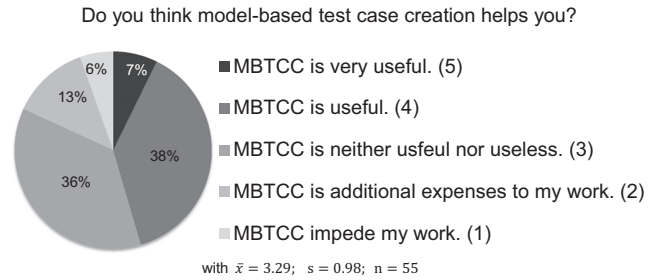 Do you think model-based test case creation helps you?
6%
7%
13%
38%
36%
MBTCC is very useful. (5)
MBTCC is useful. (4)
MBTCC is neither usfeul nor useless. (3)
MBTCC is additional expenses to my work. (2)
MBTCC impede my work. (1)
with x̄ = 3.29; s = 0.98; n = 55